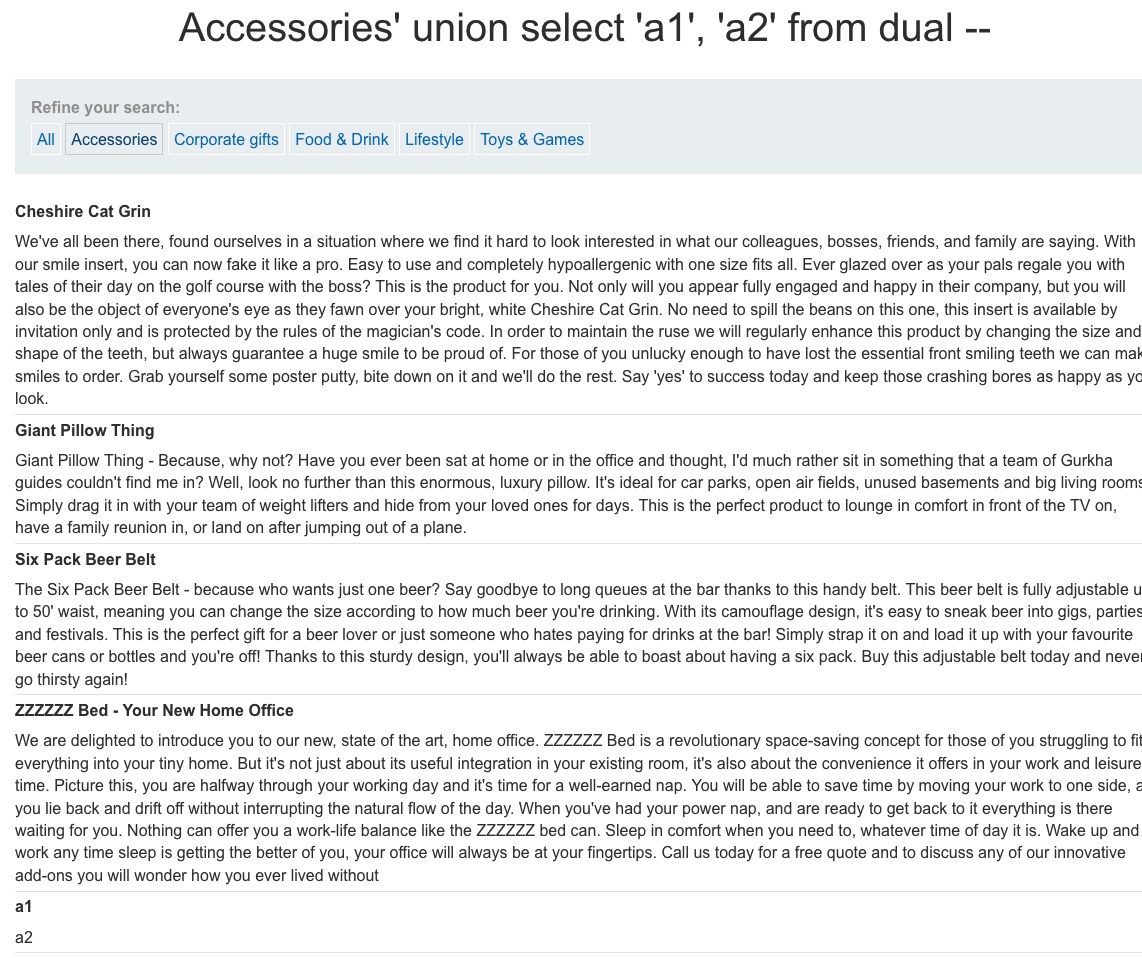 Accessories' union select 'a1', 'a2' from dual --
Refine your search:
All Accessories Corporate gifts Food & Drink Lifestyle Toys & Games
Cheshire Cat Grin
We've all been there, found ourselves in a situation where we find it hard to look interested in what our colleagues, bosses, friends, and family are saying. With
our smile insert, you can now fake it like a pro. Easy to use and completely hypoallergenic with one size fits all. Ever glazed over as your pals regale you with
tales of their day on the golf course with the boss? This is the product for you. Not only will you appear fully engaged and happy in their company, but you will
also be the object of everyone's eye as they fawn over your bright, white Cheshire Cat Grin. No need to spill the beans on this one, this insert is available by
invitation only and is protected by the rules of the magician's code. In order to maintain the ruse we will regularly enhance this product by changing the size and
shape of the teeth, but always guarantee a huge smile to be proud of. For those of you unlucky enough to have lost the essential front smiling teeth we can mak
smiles to order. Grab yourself some poster putty, bite down on it and we'll do the rest. Say 'yes' to success today and keep those crashing bores as happy as yo
look.
Giant Pillow Thing
Giant Pillow Thing - Because, why not? Have you ever been sat at home or in the office and thought, I'd much rather sit in something that a team of Gurkha
guides couldn't find me in? Well, look no further than this enormous, luxury pillow. It's ideal for car parks, open air fields, unused basements and big living rooms
Simply drag it in with your team of weight lifters and hide from your loved ones for days. This is the perfect product to lounge in comfort in front of the TV on,
have a family reunion in, or land on after jumping out of a plane.
Six Pack Beer Belt
The Six Pack Beer Belt - because who wants just one beer? Say goodbye to long queues at the bar thanks to this handy belt. This beer belt is fully adjustable u
to 50' waist, meaning you can change the size according to how much beer you're drinking. With its camouflage design, it's easy to sneak beer into gigs, parties
and festivals. This is the perfect gift for a beer lover or just someone who hates paying for drinks at the bar! Simply strap it on and load it up with your favourite
beer cans or bottles and you're off! Thanks to this sturdy design, you'll always be able to boast about having a six pack. Buy this adjustable belt today and never
go thirsty again!
ZZZZZZ Bed - Your New Home Office
We are delighted to introduce you to our new, state of the art, home office. ZZZZZZ Bed is a revolutionary space-saving concept for those of you struggling to fit
everything into your tiny home. But it's not just about its useful integration in your existing room, it's also about the convenience it offers in your work and leisure
time. Picture this, you are halfway through your working day and it's time for a well-earned nap. You will be able to save time by moving your work to one side, a
you lie back and drift off without interrupting the natural flow of the day. When you've had your power nap, and are ready to get back to it everything is there
waiting for you. Nothing can offer you a work-life balance like the ZZZZZZ bed can. Sleep in comfort when you need to, whatever time of day it is. Wake up and
work any time sleep is getting the better of you, your office will always be at your fingertips. Call us today for a free quote and to discuss any of our innovative
add-ons you will wonder how you ever lived without
a1
a2